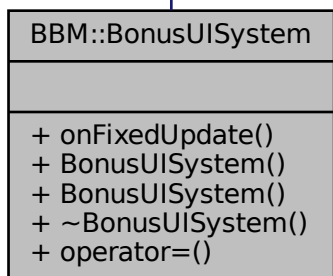 BBM::BonusUISystem
+ onFixedUpdate()
+ BonusUISystem()
+ BonusUISystem()
+ ~BonusUISystem()
+ operator=()